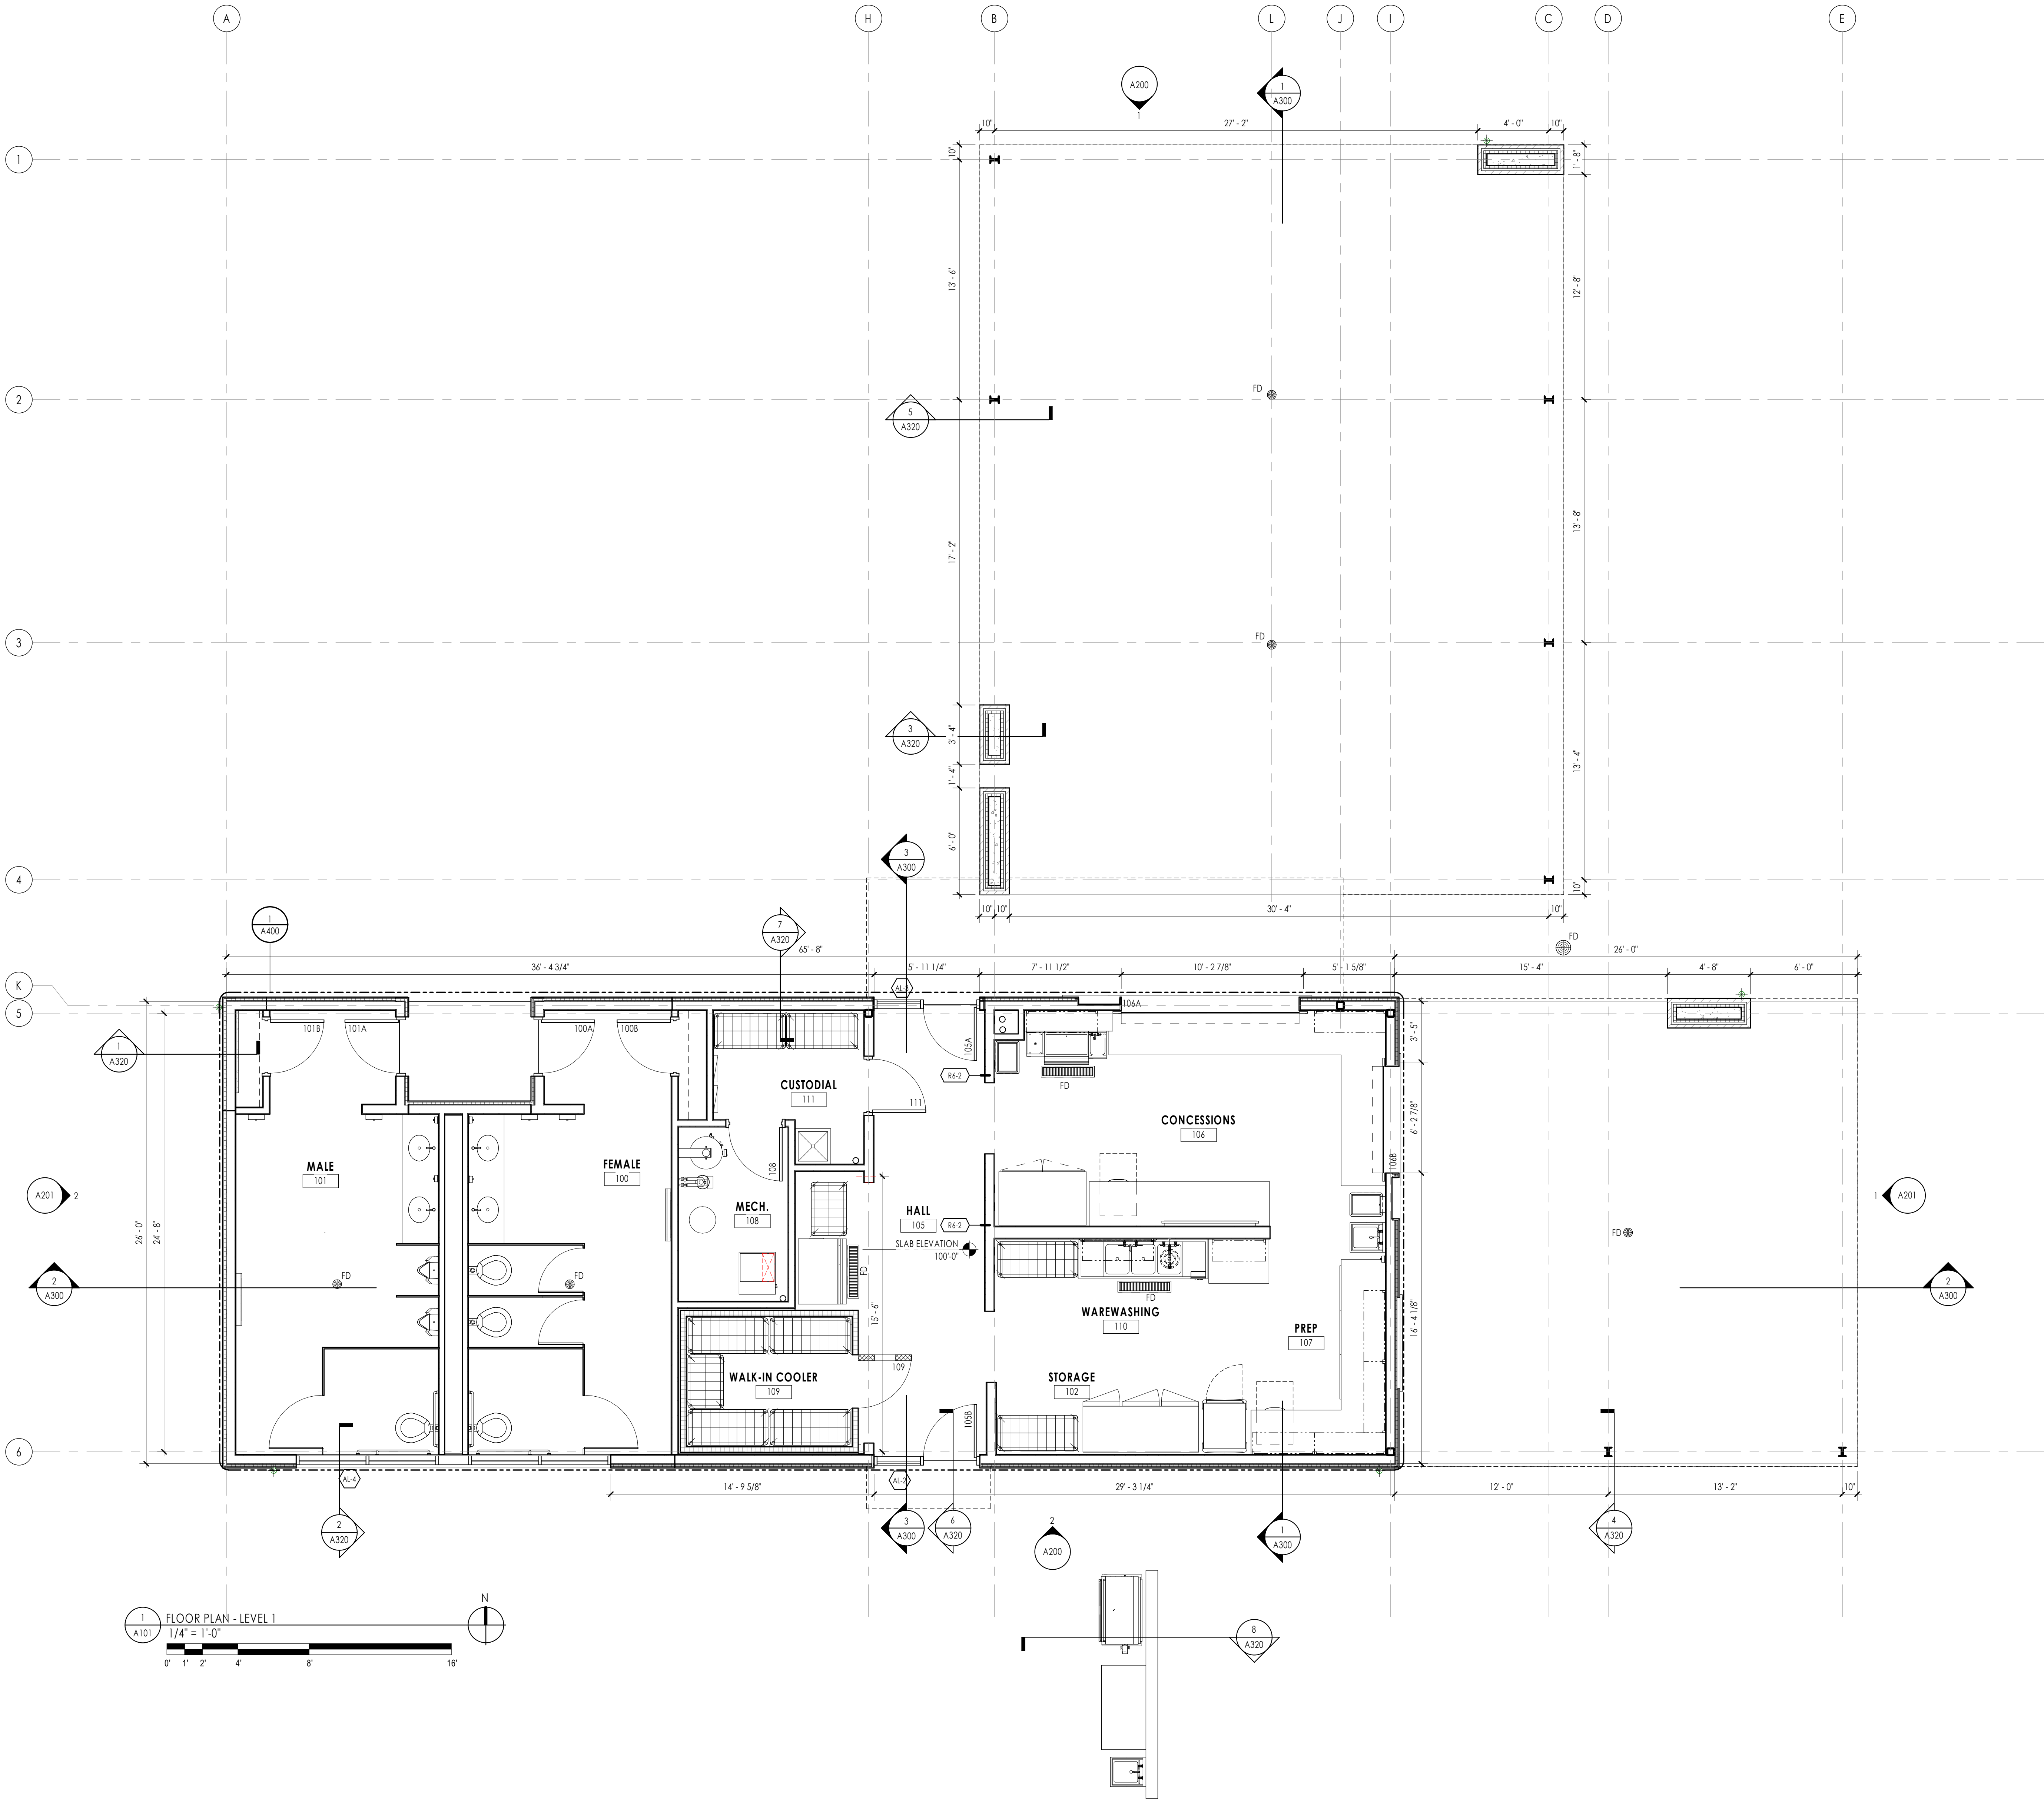 A
H
B
L
J
I
C
D
E
A200
1
1
A300
10"
27' - 2"
4' - 0"
10"
1
10"
1' - 8"
13' - 6"
12' - 8"
2
FD
5
A320
17' - 2"
13' - 8"
3
FD
3
A320
3' - 4"
1' - 4"
13' - 4"
6' - 0"
3
A300
4
10"
10"
10"
30' - 4"
10"
1
A400
7
A320
65' - 8"
FD
26' - 0"
36' - 4 3/4"
5' - 11 1/4"
7' - 11 1/2"
10' - 2 7/8"
5' - 1 5/8"
15' - 4"
4' - 8"
6' - 0"
K
5
AL-3
106A
101B
101A
100A
100B
105A
3' - 5"
1
A320
R6-2
FD
CUSTODIAL
111
111
CONCESSIONS
106
6' - 2 7/8"
106B
MALE
101
FEMALE
100
108
A201
2
MECH.
108
HALL
105
R6-2
1
A201
SLAB ELEVATION
100'-0"
FD
26' - 0"
24' - 8"
2
A300
FD
FD
FD
FD
2
A300
15' - 6"
WAREWASHING
110
PREP
107
16' - 4 1/8"
109
WALK-IN COOLER
109
STORAGE
102
105B
6
AL-4
AL-2
14' - 9 5/8"
29' - 3 1/4"
12' - 0"
13' - 2"
10"
2
A320
3
A300
6
A320
2
A200
1
A300
4
A320
1
A101
FLOOR PLAN - LEVEL 1
1/4" = 1'-0"
N
0' 1' 2' 4' 8' 16'
8
A320